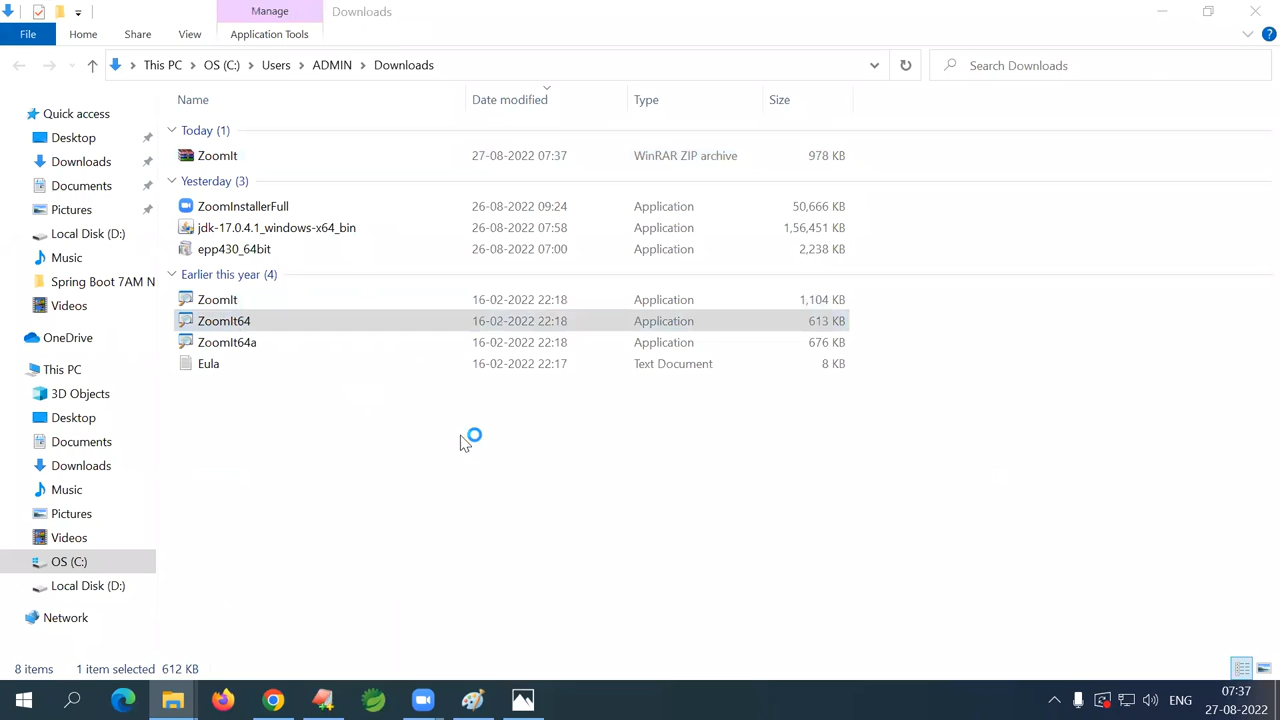 Manage Downloads
File Home Share View Application Tools
This PC OS (C:) Users ADMIN Downloads Search Downloads
Name Date modified Type Size
Quick access
Desktop
Downloads
Documents
Pictures
Local Disk (D:)
Music
Spring Boot 7AM N
Videos
OneDrive
This PC
3D Objects
Desktop
Documents
Downloads
Music
Pictures
Videos
OS (C:)
Local Disk (D:)
Network
Today (1)
ZoomIt 27-08-2022 07:37 WinRAR ZIP archive 978 KB
Yesterday (3)
ZoomInstallerFull 26-08-2022 09:24 Application 50,666 KB
jdk-17.0.4.1_windows-x64_bin 26-08-2022 07:58 Application 1,56,451 KB
epp430_64bit 26-08-2022 07:00 Application 2,238 KB
Earlier this year (4)
ZoomIt 16-02-2022 22:18 Application 1,104 KB
ZoomIt64 16-02-2022 22:18 Application 613 KB
ZoomIt64a 16-02-2022 22:18 Application 676 KB
Eula 16-02-2022 22:17 Text Document 8 KB
8 items 1 item selected 612 KB
ENG 07:37
27-08-2022